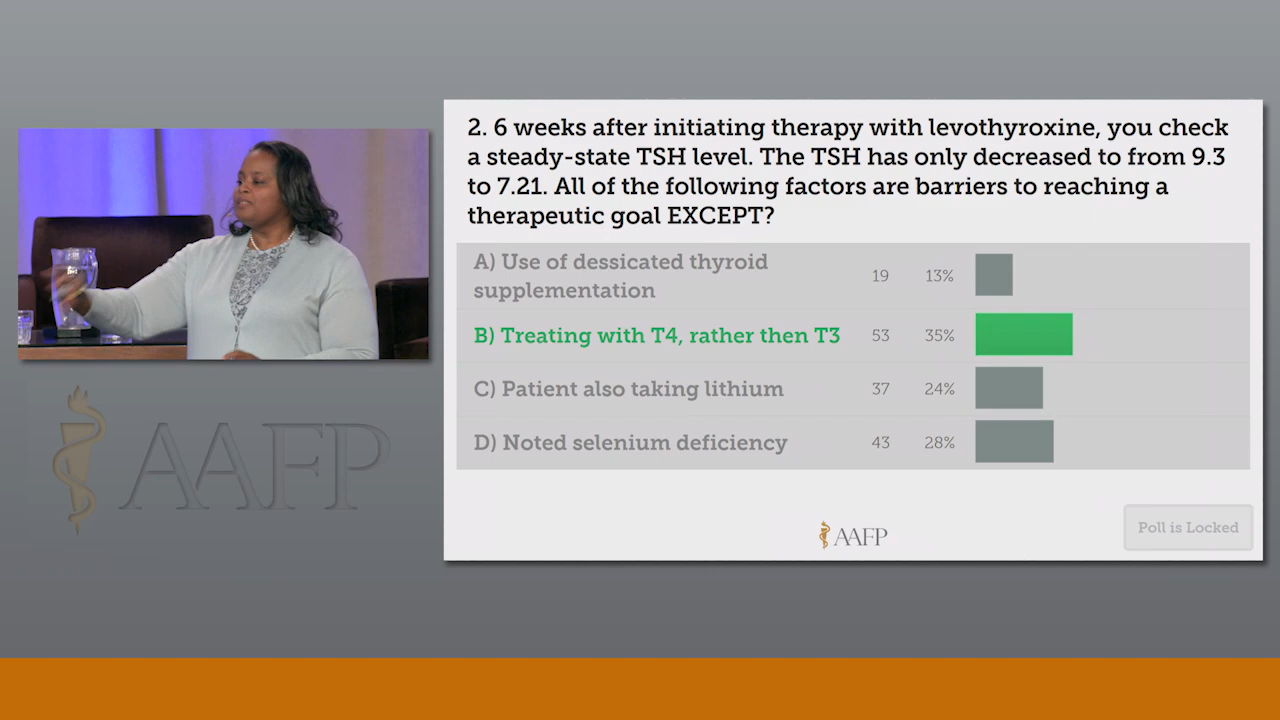 2. 6 weeks after initiating therapy with levothyroxine, you check
a steady-state TSH level. The TSH has only decreased to from 9.3
to 7.21. All of the following factors are barriers to reaching a
therapeutic goal EXCEPT?
A) Use of dessicated thyroid
supplementation
19 13%
B) Treating with T4, rather then T3 53 35%
C) Patient also taking lithium 37 24%
D) Noted selenium deficiency 43 28%
AAFP
AAFP
Poll is Locked